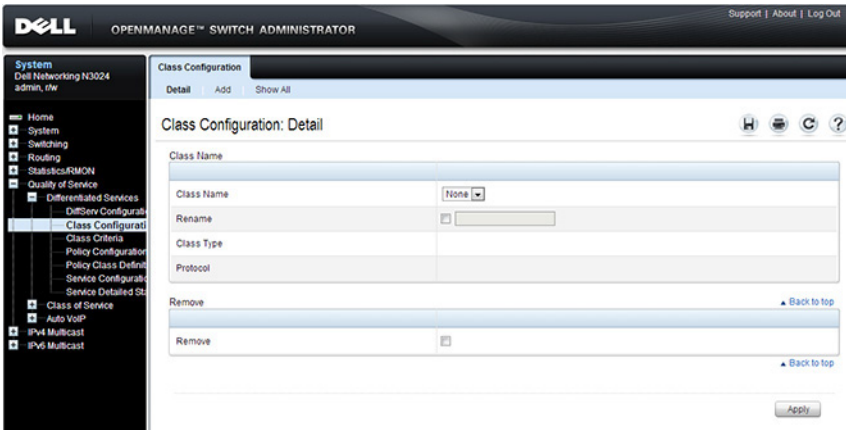 Support | About | Log Out
DELL
OPENMANAGE™ SWITCH ADMINISTRATOR
System
Dell Networking N3024
admin, r/w
Home
System
Switching
Routing
Statistics/RMON
Quality of Service
Differentiated Services
DiffServ Configurati
Class Configurati
Class Criteria
Policy Configuration
Policy Class Definit
Service Configuratio
Service Detailed Sta
Class of Service
Auto VoIP
IPv4 Multicast
IPv6 Multicast
Class Configuration
Detail Add Show All
Class Configuration: Detail
Class Name
Class Name None
Rename
Class Type
Protocol
Back to top
Remove
Remove
Back to top
Apply